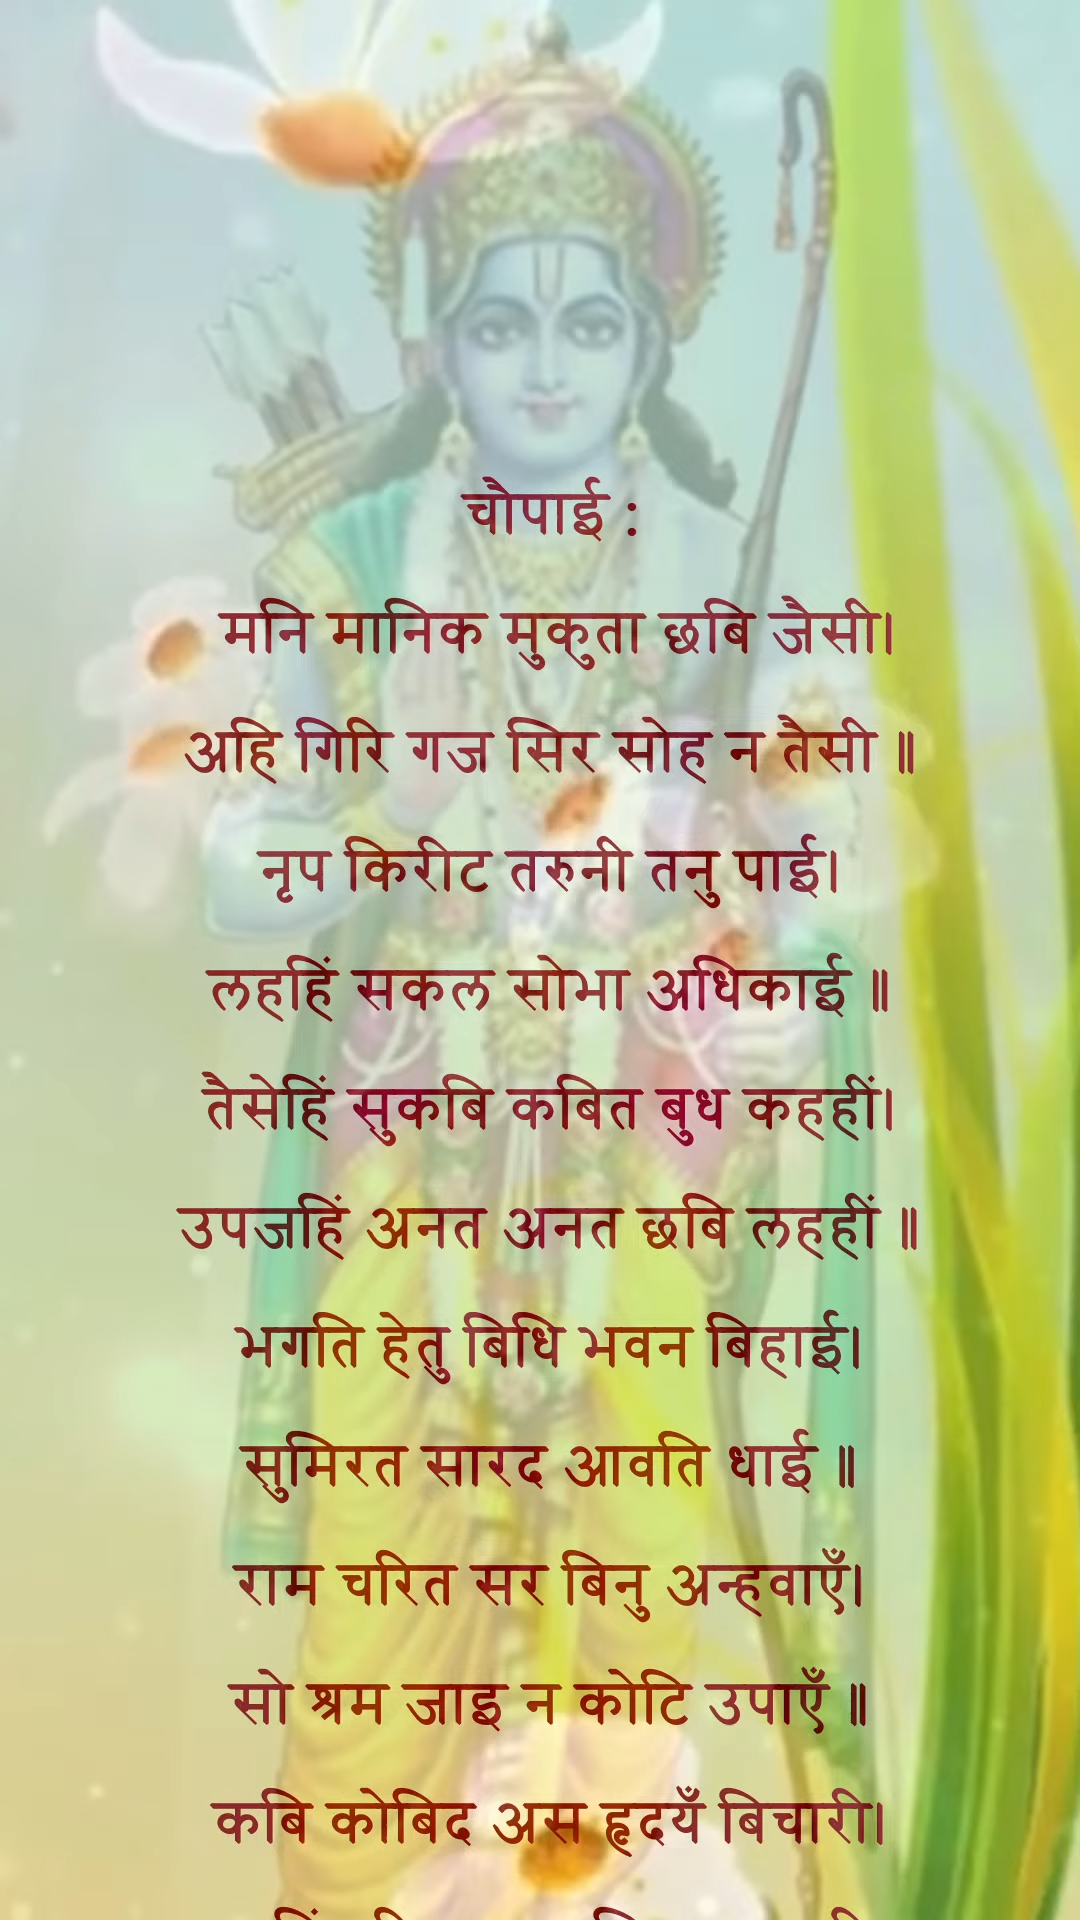 चौपाई :
मनि मानिक मुकुता छबि जैसी।
अहि गिरि गज सिर सोह न तैसी ॥
नृप किरीट तरुनी तनु पाई।
लहहिं सकल सोभा अधिकाई ॥
तैसेहिं सुकबि कबित बुध कहहीं।
उपजहिं अनत अनत छबि लहहीं ॥
भगति हेतु बिधि भवन बिहाई।
सुमिरत सारद आवति धाई ॥
राम चरित सर बिनु अन्हवाएँ।
सो श्रम जाइ न कोटि उपाएँ ॥
कबि कोबिद अस हृदयँ बिचारी।